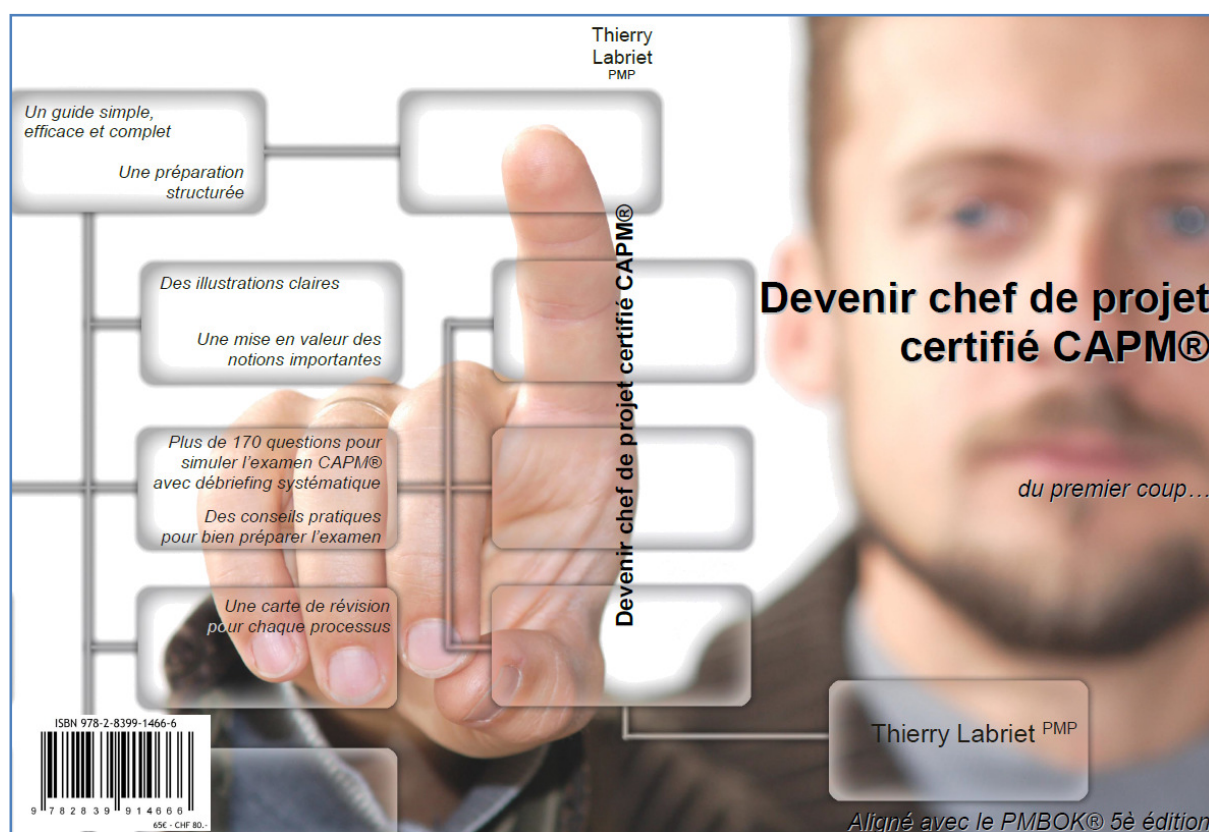 Thierry
Labriet
PMP
Un guide simple,
efficace et complet
Une préparation
structurée
Des illustrations claires
Une mise en valeur des
notions importantes
Plus de 170 questions pour
simuler l'examen CAPM®
avec débriefing systématique
Des conseils pratiques
pour bien préparer l'examen
Une carte de révision
pour chaque processus
ISBN 978-2-8399-1466-6
9 782839 914666
65€ - CHF 80.-
Devenir chef de projet certifié CAPM®
Devenir chef de projet
certifié CAPM®
du premier coup…
Thierry Labriet PMP
Aligné avec le PMBOK® 5è édition